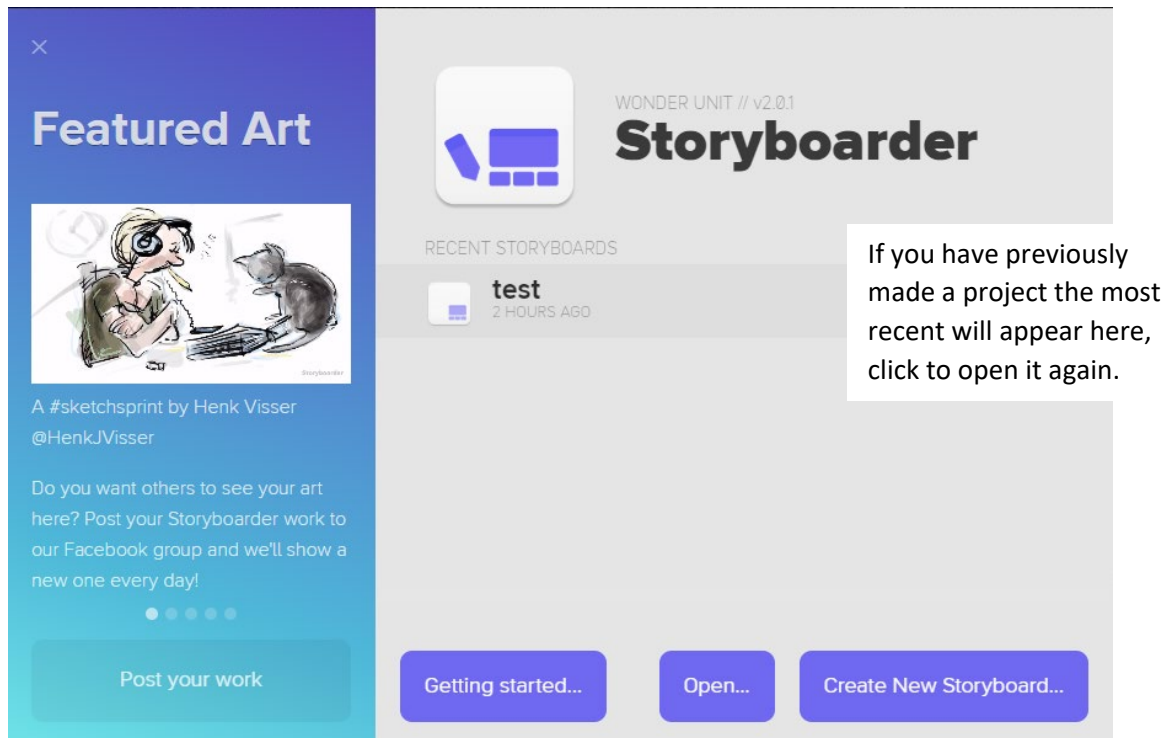 ×
Featured Art
Storyboarder
A #sketchsprint by Henk Visser
@HenkJVisser
Do you want others to see your art
here? Post your Storyboarder work to
our Facebook group and we'll show a
new one every day!
Post your work
WONDER UNIT // v2.0.1
Storyboarder
RECENT STORYBOARDS
test
2 HOURS AGO
If you have previously
made a project the most
recent will appear here,
click to open it again.
Getting started...
Open...
Create New Storyboard...